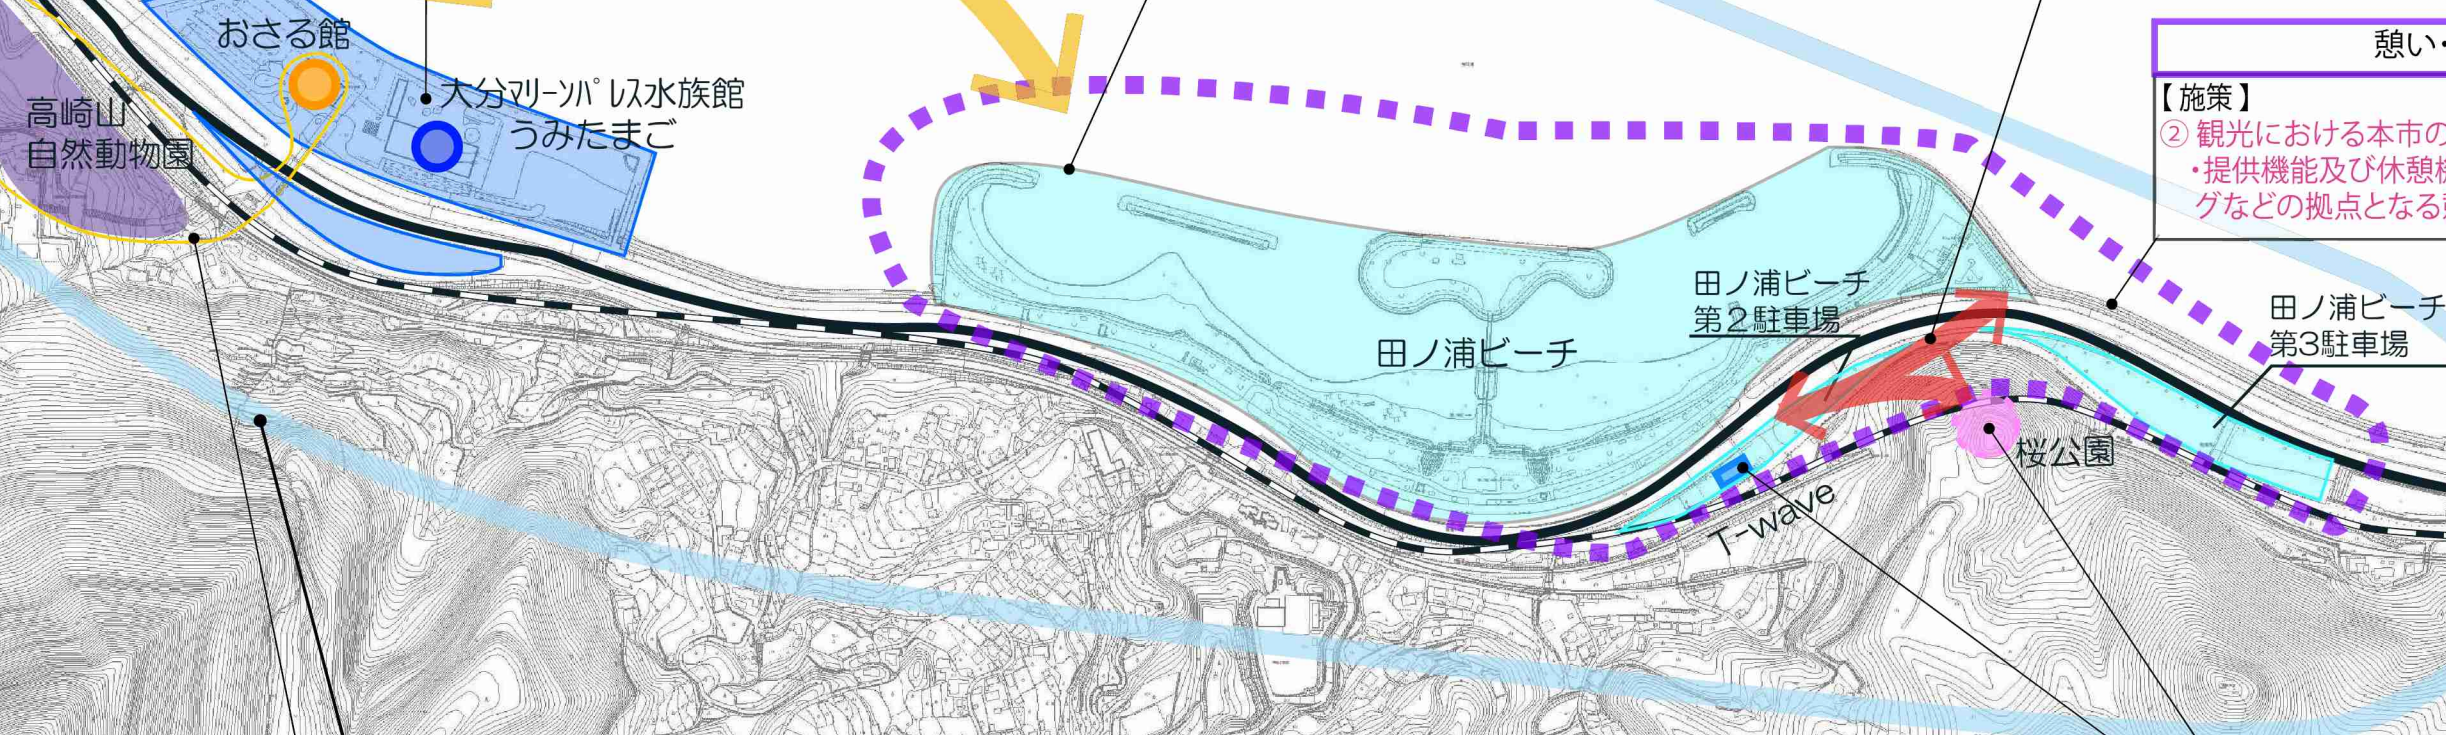 おさる館
高崎山
自然動物園
大分ﾏﾘｰﾝﾊﾟﾚｽ水族館
うみたまご
田ノ浦ビーチ
田ノ浦ビーチ
第２駐車場
田ノ浦ビーチ
第3駐車場
桜公園
T-wave
憩い・
【施策】
② 観光における本市の
・提供機能及び休憩
グなどの拠点となる